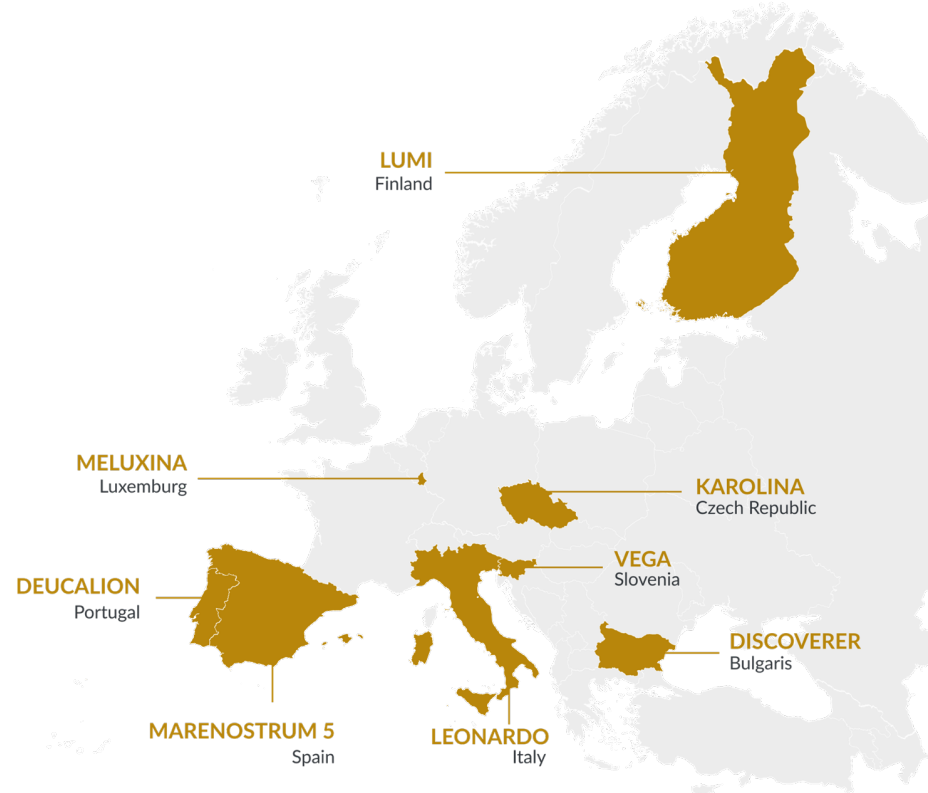 LUMI
Finland
MELUXINA
Luxemburg
KAROLINA
Czech Republic
VEGA
Slovenia
DEUCALION
Portugal
DISCOVERER
Bulgaris
MARENOSTRUM 5
Spain
LEONARDO
Italy